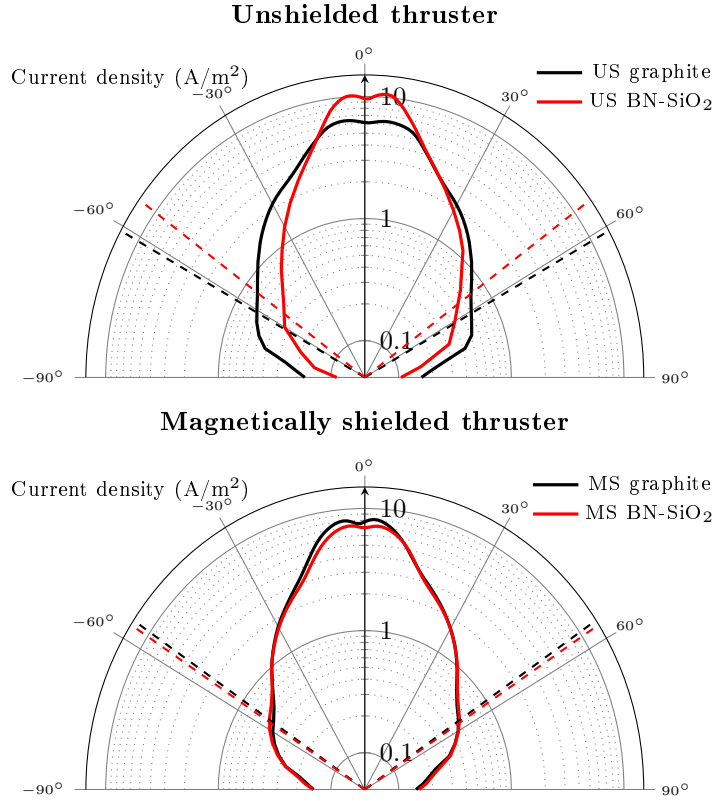 Unshielded thruster
0°
Current density (A/m²)
US graphite
−30°
10
30°
US BN-SiO₂
−60°
1
60°
0.1
−90°
90°
Magnetically shielded thruster
0°
Current density (A/m²)
MS graphite
−30°
10
30°
MS BN-SiO₂
−60°
1
60°
0.1
−90°
90°